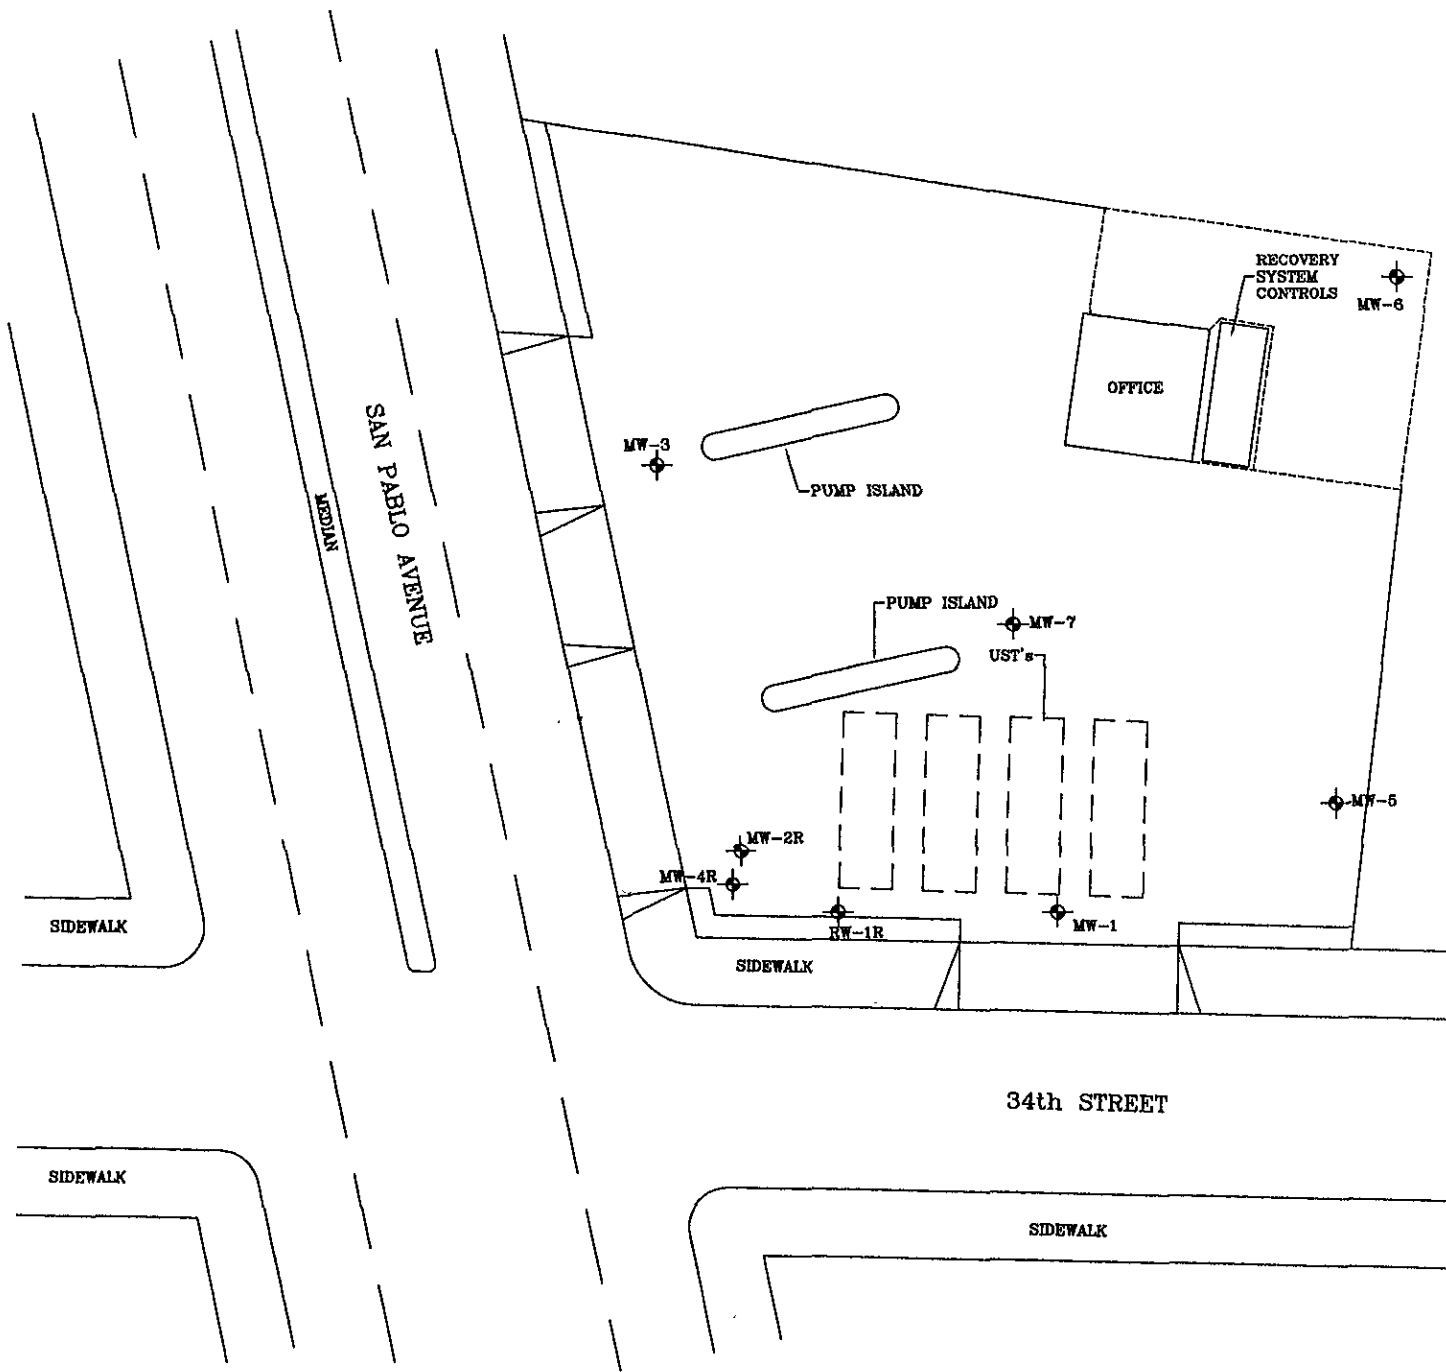 RECOVERY
SYSTEM
CONTROLS
MW-6
OFFICE
MW-3
PUMP ISLAND
SAN PABLO AVENUE
MEDIAN
PUMP ISLAND
MW-7
UST's
MW-5
MW-2R
MW-4R
RW-1R
MW-1
SIDEWALK
SIDEWALK
34th STREET
SIDEWALK
SIDEWALK